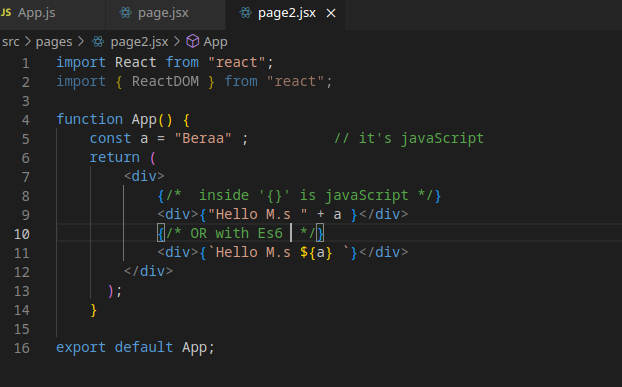 JS App.js page.jsx page2.jsx ×
src > pages > page2.jsx > App
1 import React from "react";
2 import { ReactDOM } from "react";
3
4 function App() {
5 const a = "Beraa" ; // it's javaScript
6 return (
7 <div>
8 {/* inside '{}' is javaScript */}
9 <div>{"Hello M.s " + a }</div>
10 {/* OR with Es6 */}
11 <div>{`Hello M.s ${a} `}</div>
12 </div>
13 );
14 }
15
16 export default App;